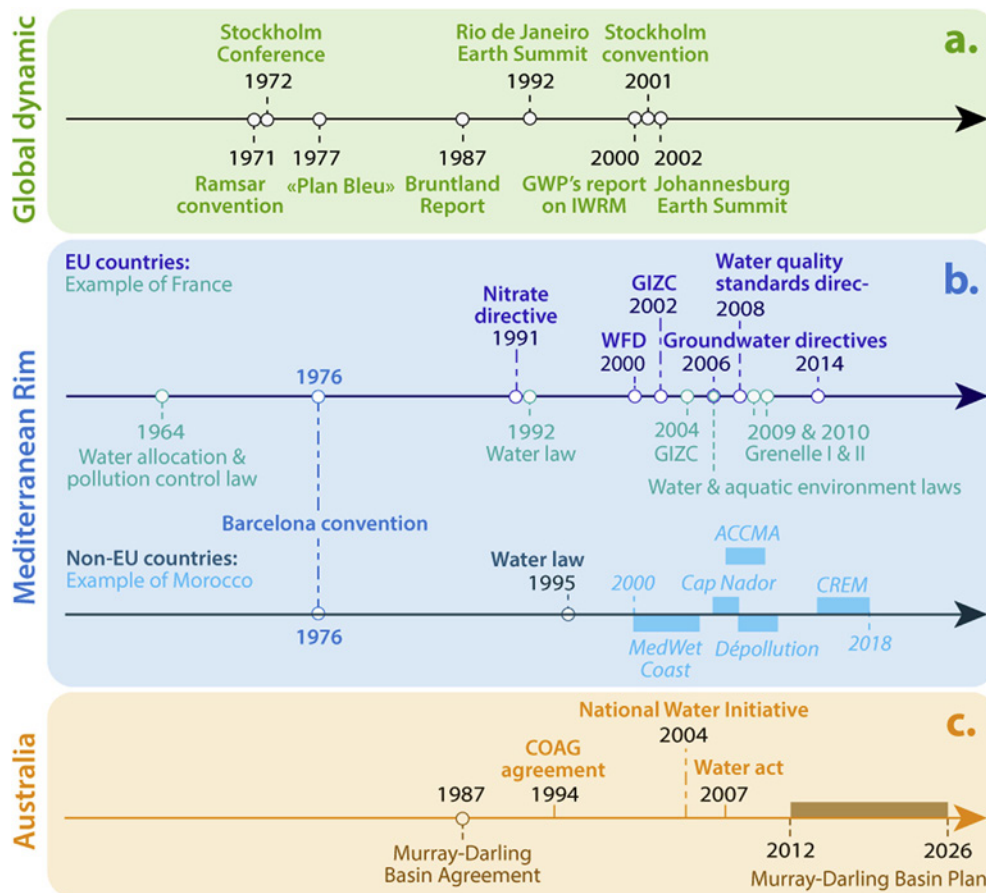 Global dynamic
a.
Stockholm
Conference
1972
Rio de Janeiro
Earth Summit
1992
Stockholm
convention
2001
1971
Ramsar
convention
1977
«Plan Bleu»
1987
Bruntland
Report
2000
GWP's report
on IWRM
2002
Johannesburg
Earth Summit
Mediterranean Rim
b.
EU countries:
Example of France
Nitrate
directive
1991
GIZC
2002
Water quality
standards direc-
2008
WFD
2000
Groundwater directives
2006
2014
1976
1964
Water allocation &
pollution control law
1992
Water law
2004
GIZC
2009 & 2010
Grenelle I & II
Water & aquatic environment laws
Barcelona convention
Non-EU countries:
Example of Morocco
Water law
1995
ACCMA
2000
Cap Nador
CREM
1976
MedWet
Coast
Dépollution
2018
Australia
c.
National Water Initiative
2004
COAG
agreement
1994
Water act
2007
1987
Murray-Darling
Basin Agreement
2012
2026
Murray-Darling Basin Plan